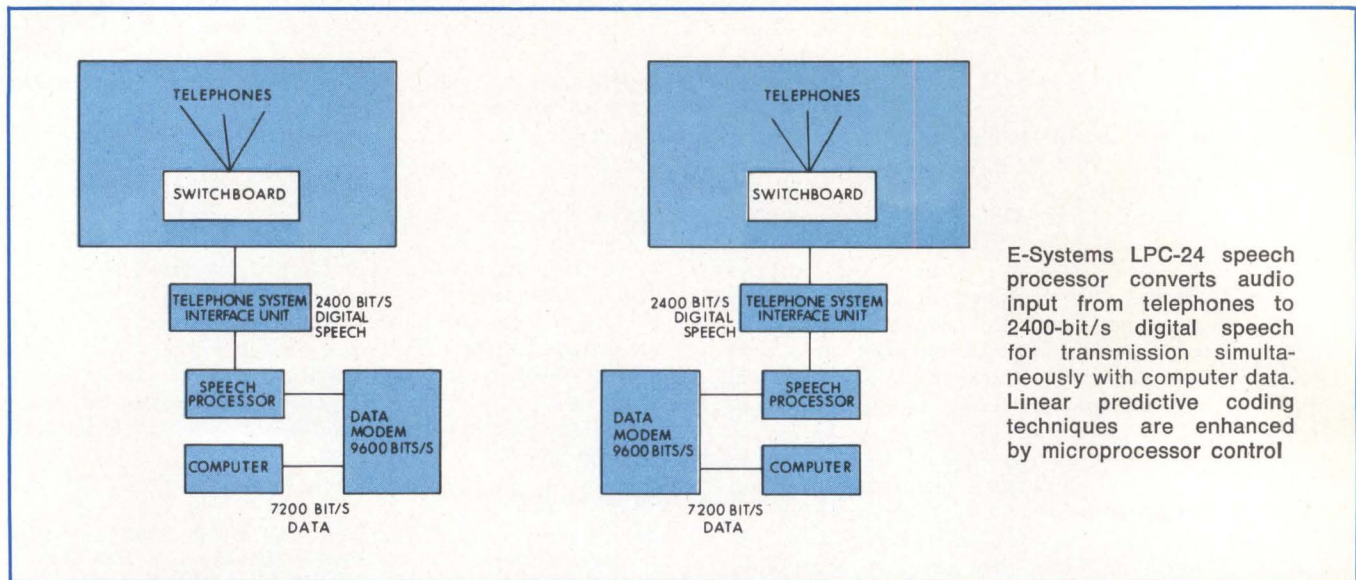 TELEPHONES
SWITCHBOARD
TELEPHONE SYSTEM
INTERFACE UNIT
2400 BIT/S
DIGITAL
SPEECH
SPEECH
PROCESSOR
DATA
MODEM
9600 BITS/S
COMPUTER
7200 BIT/S
DATA
TELEPHONES
SWITCHBOARD
2400 BIT/S
DIGITAL
SPEECH
TELEPHONE SYSTEM
INTERFACE UNIT
SPEECH
PROCESSOR
DATA
MODEM
9600 BITS/S
COMPUTER
7200 BIT/S
DATA
E-Systems LPC-24 speech
processor converts audio
input from telephones to
2400-bit/s digital speech
for transmission simulta-
neously with computer data.
Linear predictive coding
techniques are enhanced
by microprocessor control